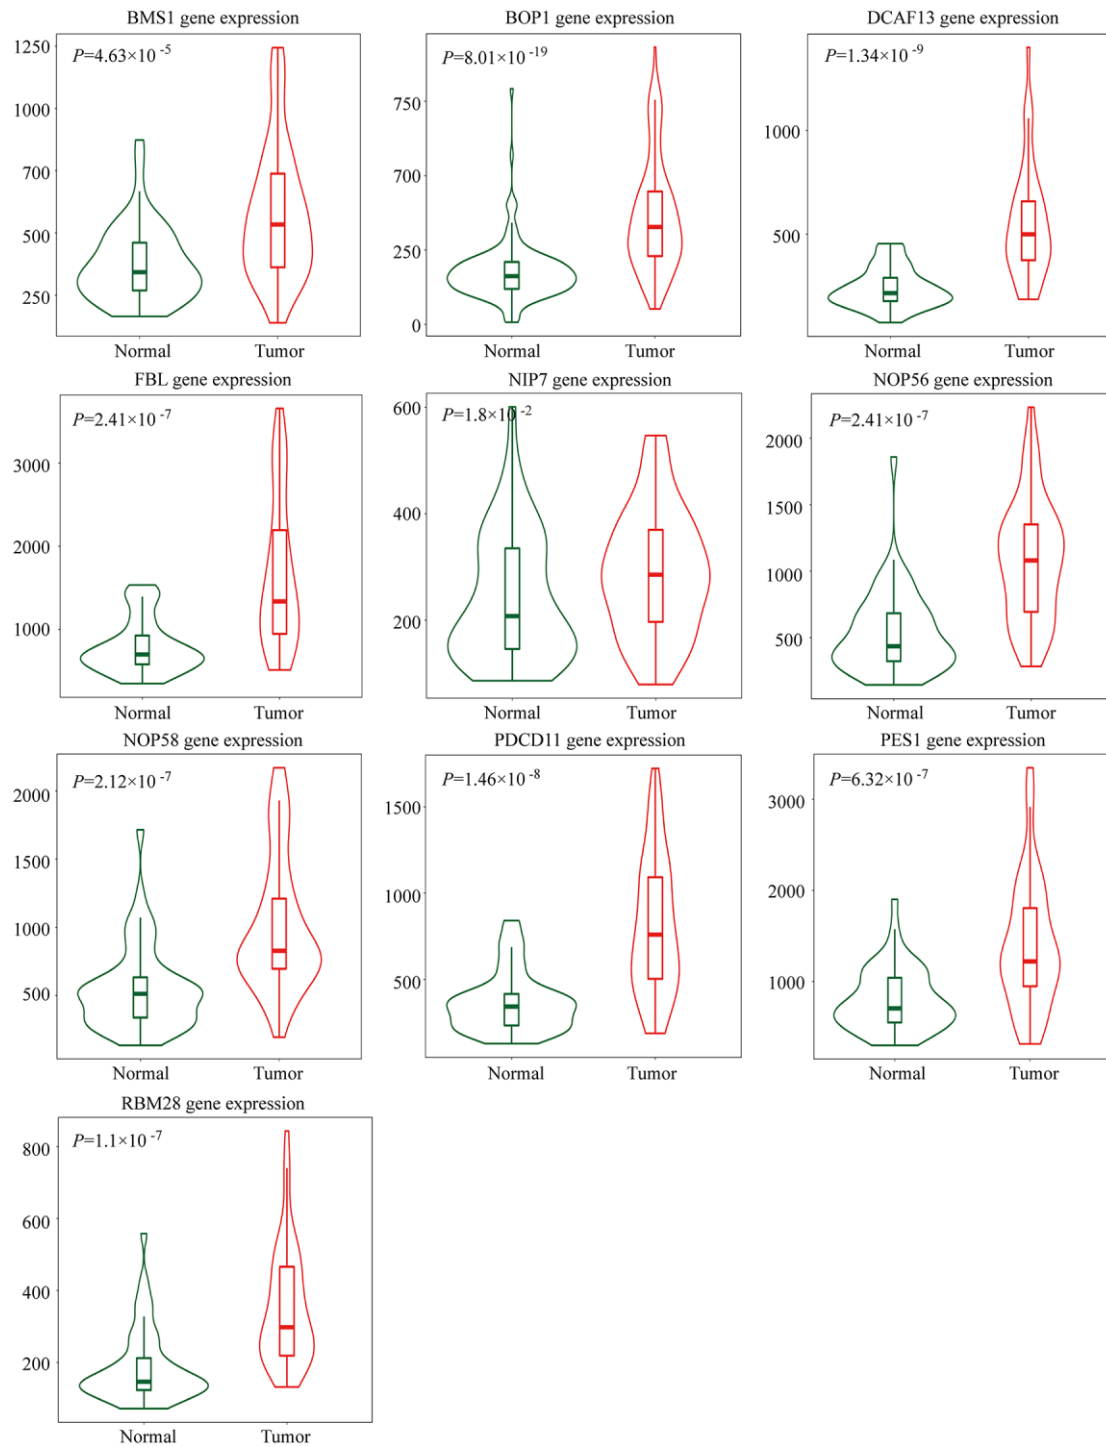 BMS1 gene expression
P=4.63×10 -5
1250
1000
700
500
250
Normal Tumor
BOP1 gene expression
P=8.01×10 -19
750
700
250
0
Normal Tumor
DCAF13 gene expression
P=1.34×10 -9
1000
500
Normal Tumor
FBL gene expression
P=2.41×10 -7
3000
2000
1000
Normal Tumor
NIP7 gene expression
P=1.8×10 -2
600
400
200
Normal Tumor
NOP56 gene expression
P=2.41×10 -7
2000
1500
1000
500
Normal Tumor
NOP58 gene expression
P=2.12×10 -7
2000
1500
1000
500
Normal Tumor
PDCD11 gene expression
P=1.46×10 -8
1500
1000
500
Normal Tumor
PES1 gene expression
P=6.32×10 -7
3000
2000
1000
Normal Tumor
RBM28 gene expression
P=1.1×10 -7
800
600
400
200
Normal Tumor